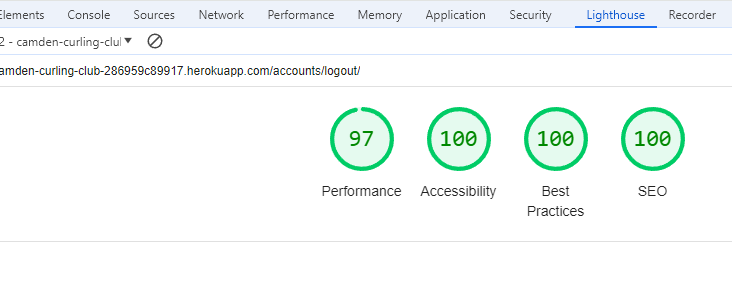 Elements Console Sources Network Performance Memory Application Security Lighthouse Recorder
2 - camden-curling-clul
amden-curling-club-286959c89917.herokuapp.com/accounts/logout/
97 100 100 100
Performance Accessibility Best Practices SEO